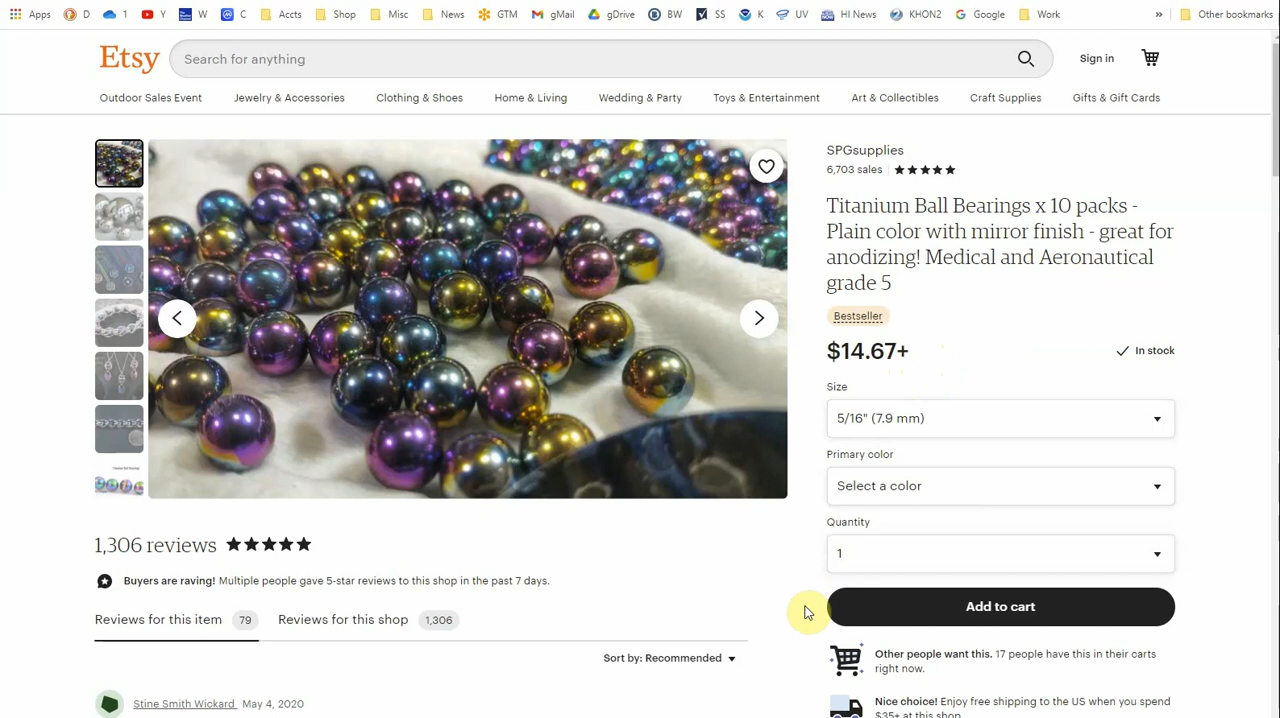 Apps D 1 Y W C Accts Shop Misc News GTM gMail gDrive BW SS K UV HI News KHON2 Google Work » Other bookmarks
Etsy Search for anything Sign in
Outdoor Sales Event Jewelry & Accessories Clothing & Shoes Home & Living Wedding & Party Toys & Entertainment Art & Collectibles Craft Supplies Gifts & Gift Cards
SPGsupplies
6,703 sales
Titanium Ball Bearings x 10 packs -
Plain color with mirror finish - great for
anodizing! Medical and Aeronautical
grade 5
Bestseller
$14.67+ In stock
Size
5/16" (7.9 mm)
Primary color
Select a color
Quantity
1
Add to cart
Other people want this. 17 people have this in their carts
right now.
Nice choice! Enjoy free shipping to the US when you spend
$35+ at this shop
1,306 reviews
Buyers are raving! Multiple people gave 5-star reviews to this shop in the past 7 days.
Reviews for this item 79 Reviews for this shop 1,306
Sort by: Recommended
Stine Smith Wickard May 4, 2020